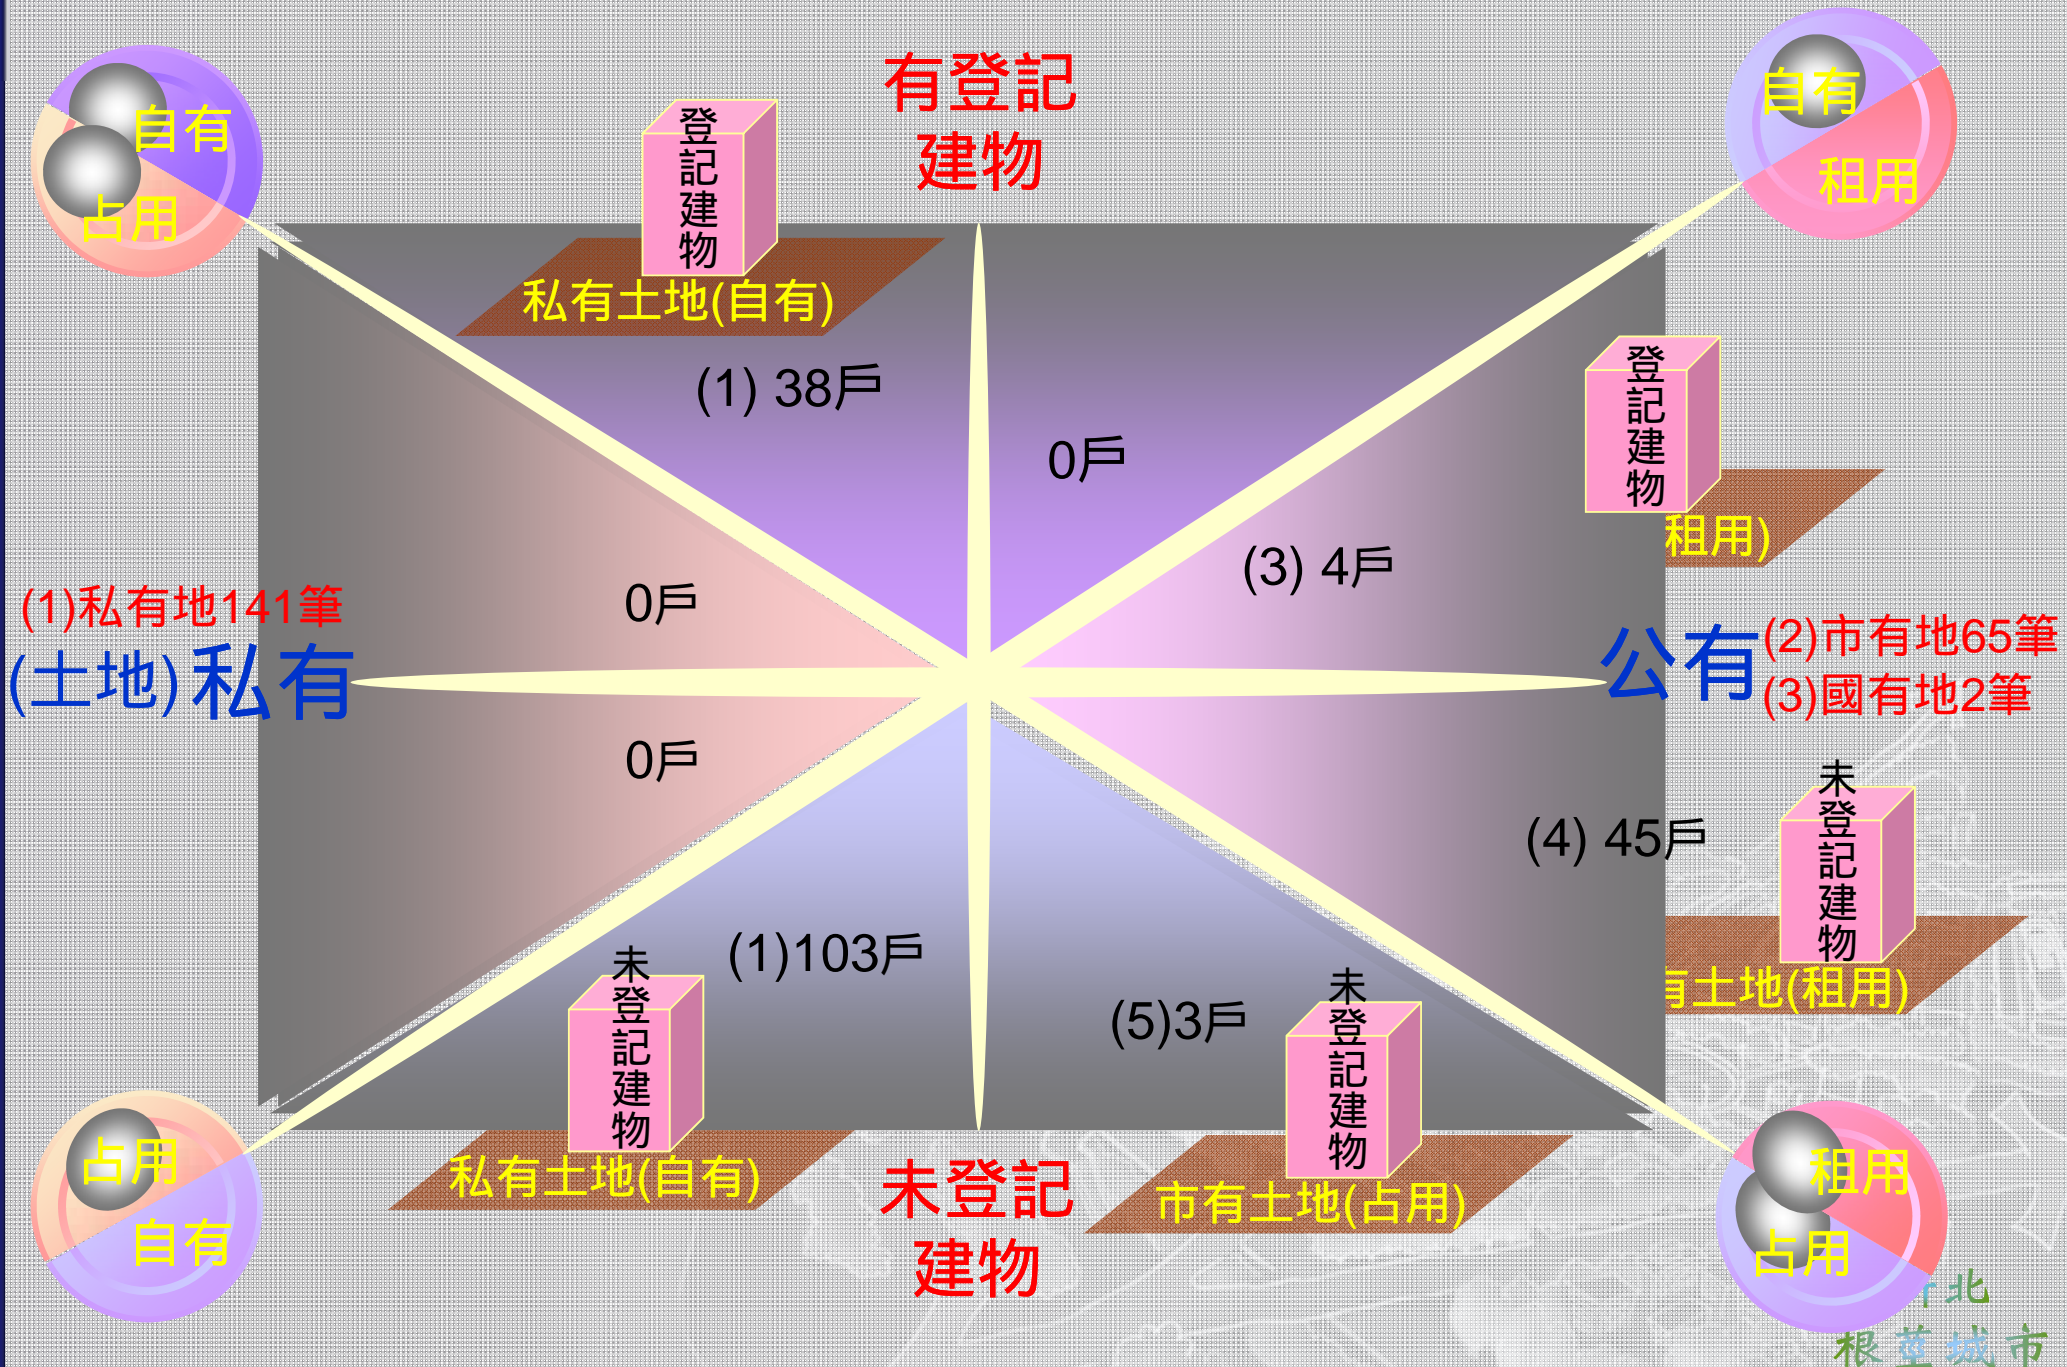 有登記
建物
自有
占用
自有
租用
登記建物
私有土地(自有)
(1) 38戶
0戶
登記建物
租用)
(3) 4戶
0戶
(1)私有地141筆
(土地)私有
公有
(2)市有地65筆
(3)國有地2筆
0戶
(4) 45戶
未登記建物
有土地(租用)
(1)103戶
未登記建物
私有土地(自有)
(5)3戶
未登記建物
市有土地(占用)
未登記
建物
占用
自有
租用
占用
北
根莖城市